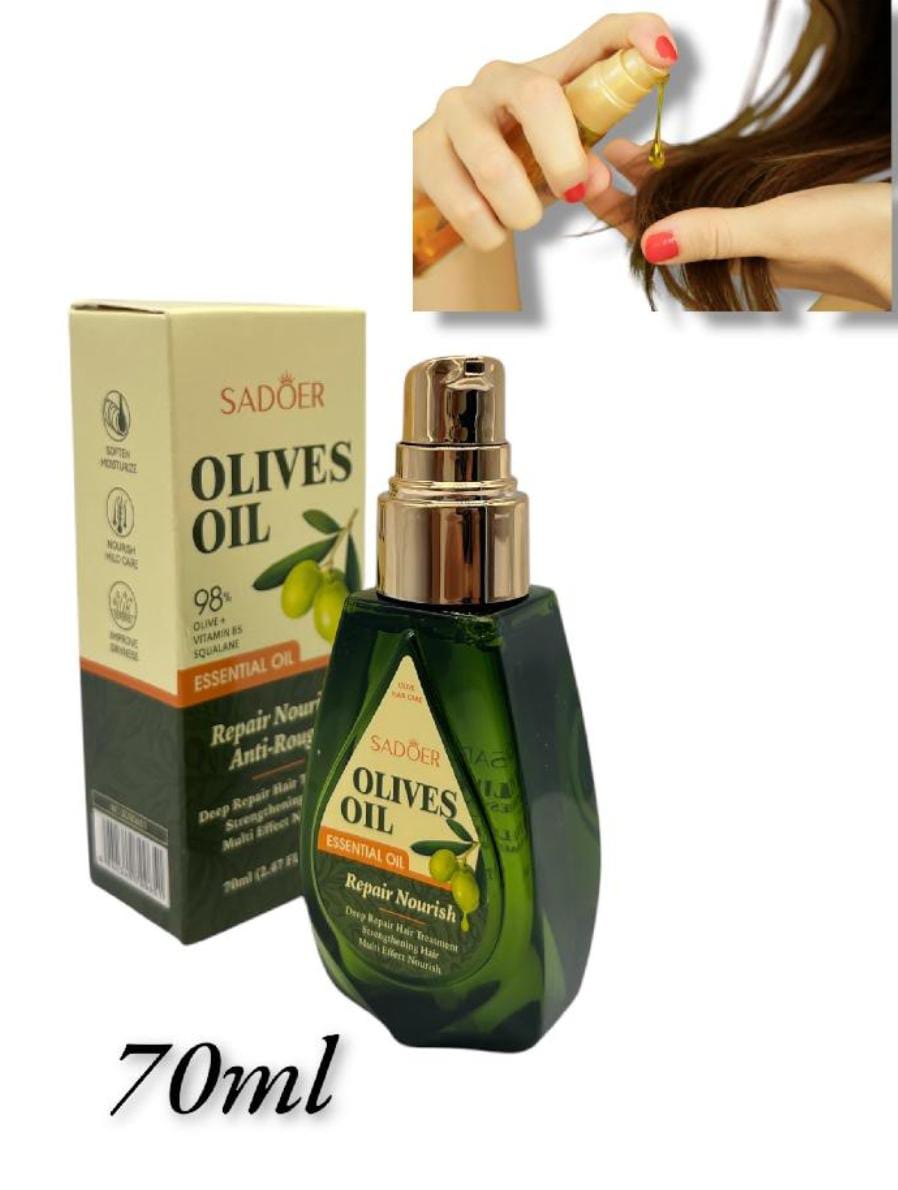 SADOER
OLIVES
OIL
98%
OLIVE +
VITAMIN B5
SQUALANE
ESSENTIAL OIL
Repair Nouri
Anti-Roug
Deep Repair Hair T
Strengthening
Multi Effect N
70ml (2.47 FL
SOFTEN
MOISTURIZE
NOURISH
MILD CARE
IMPROVE
DRYNESS
OLIVE
HAIR CARE
SADOER
OLIVES
OIL
ESSENTIAL OIL
Repair Nourish
Deep Repair Hair Treatment
Strengthening Hair
Multi Effect Nourish
70ml